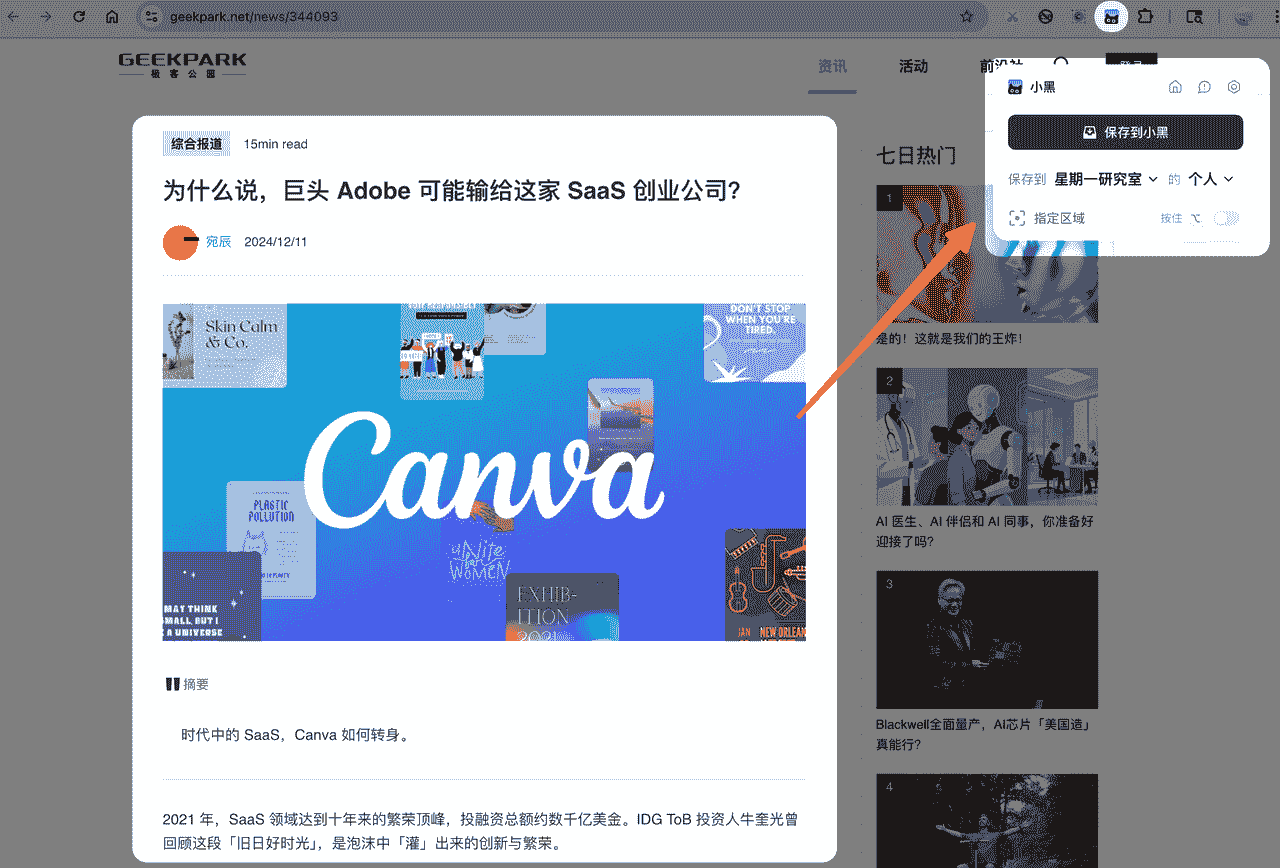 geekpark.net/news/344093
GEEKPARK
极客公园
资讯
活动
前沿社
小黑
保存到小黑
保存到 星期一研究室 的 个人
指定区域
按住 ⌥
综合报道
15min read
为什么说，巨头 Adobe 可能输给这家 SaaS 创业公司？
宛辰 2024/12/11
Skin Calm
& Co.
DON'T STOP
WHEN YOU'RE
TIRED
Canva
PLASTIC
POLLUTION
MAY THINK
SMALL, BUT I
A UNIVERSE
EXHIB-
ITION
2021
JAN
NEW ORLEAN
摘要
时代中的 SaaS，Canva 如何转身。
2021 年，SaaS 领域达到十年来的繁荣顶峰，投融资总额约数千亿美金。IDG ToB 投资人牛奎光曾
回顾这段「旧日好时光」，是泡沫中「灌」出来的创新与繁荣。
七日热门
1
是的！这就是我们的王炸！
2
AI 医生、AI 伴侣和 AI 同事，你准备好
迎接了吗？
3
Blackwell全面量产，AI芯片「美国造」
真能行？
4